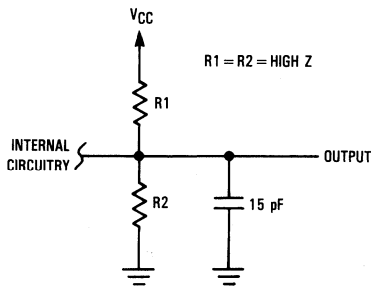 VCC
R1 = R2 = HIGH Z
R1
INTERNAL
CIRCUITRY
OUTPUT
R2
15 pF